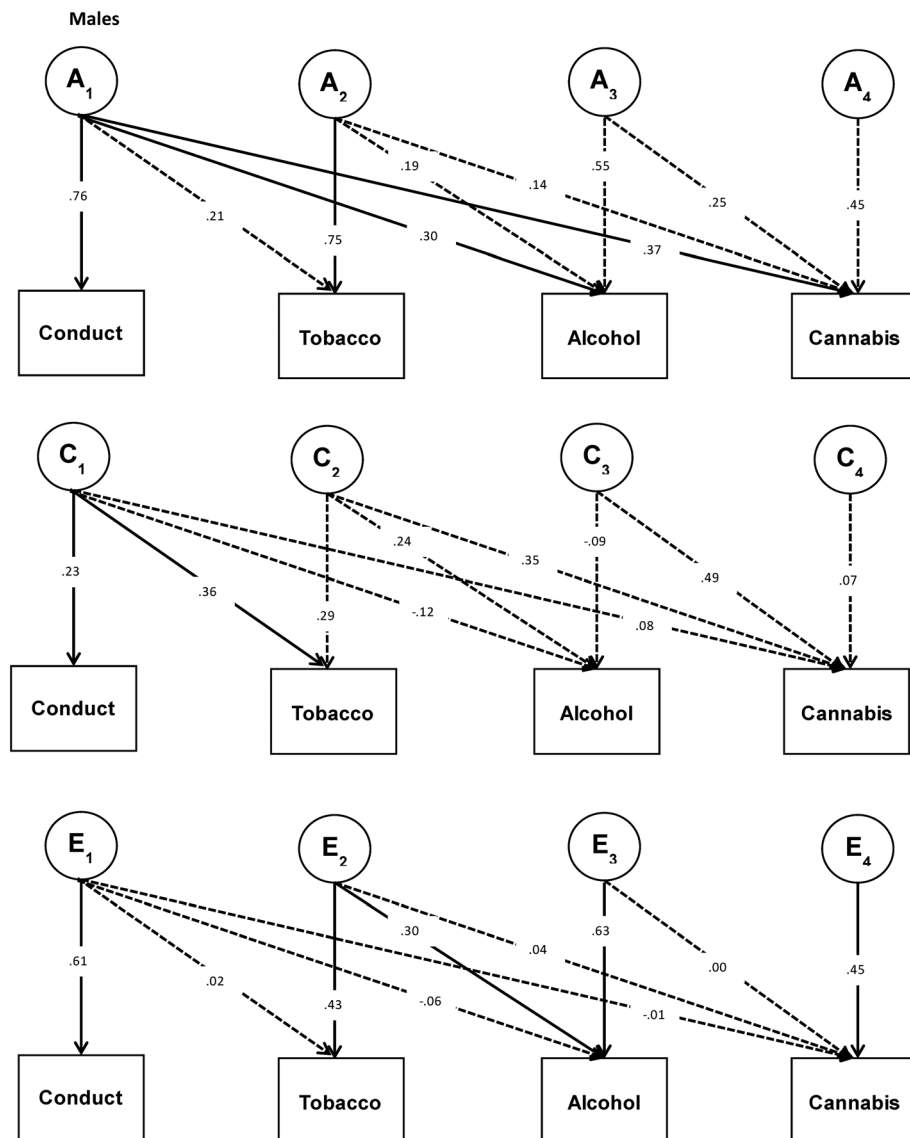 Males
A1 A2 A3 A4
.19 .55
.76 .14 .25 .45
.21
.75 .30 .37
Conduct Tobacco Alcohol Cannabis
C1 C2 C3 C4
.24 -.09
.23 .35 .49 .07
.36
.29 -.12 .08
Conduct Tobacco Alcohol Cannabis
E1 E2 E3 E4
.30 .63
.61 .04 .00 .45
.02
.43 -.06 -.01
Conduct Tobacco Alcohol Cannabis